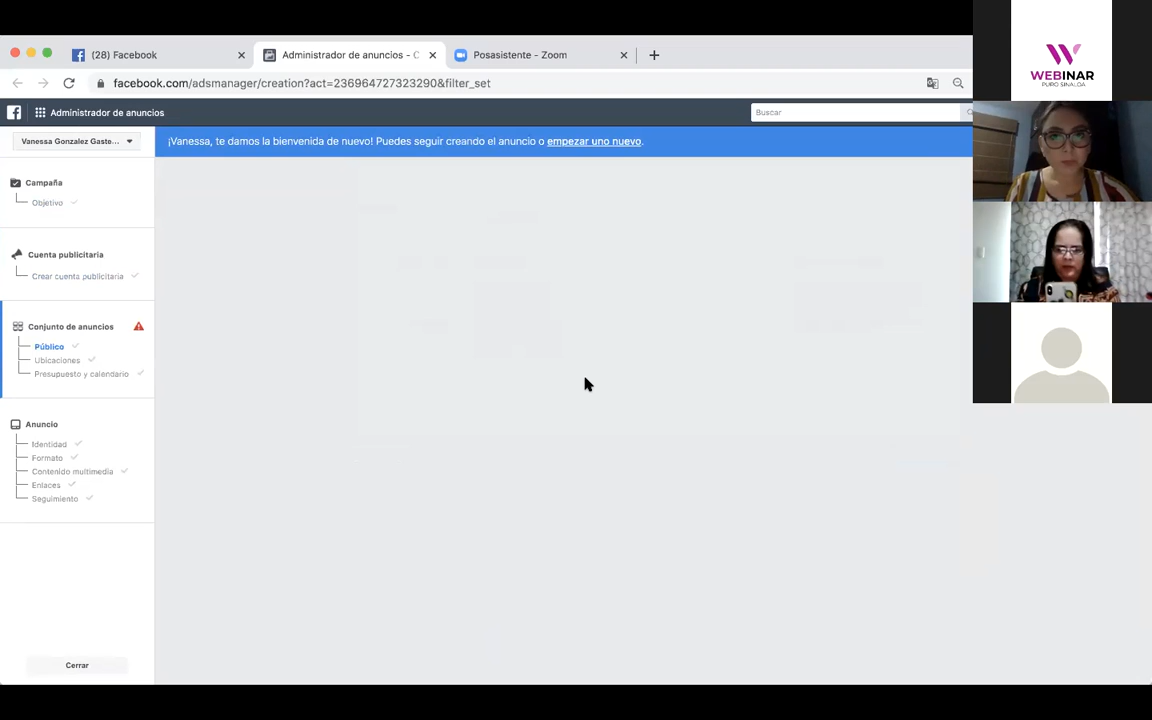 (28) Facebook
Administrador de anuncios - C
Posasistente - Zoom
facebook.com/adsmanager/creation?act=236964727323290&filter_set
Administrador de anuncios
Buscar
Vanessa Gonzalez Gaste...
¡Vanessa, te damos la bienvenida de nuevo! Puedes seguir creando el anuncio o empezar uno nuevo.
Campaña
Objetivo
Cuenta publicitaria
Crear cuenta publicitaria
Conjunto de anuncios
Público
Ubicaciones
Presupuesto y calendario
Anuncio
Identidad
Formato
Contenido multimedia
Enlaces
Seguimiento
Cerrar
WEBINAR
PURO SINALOA